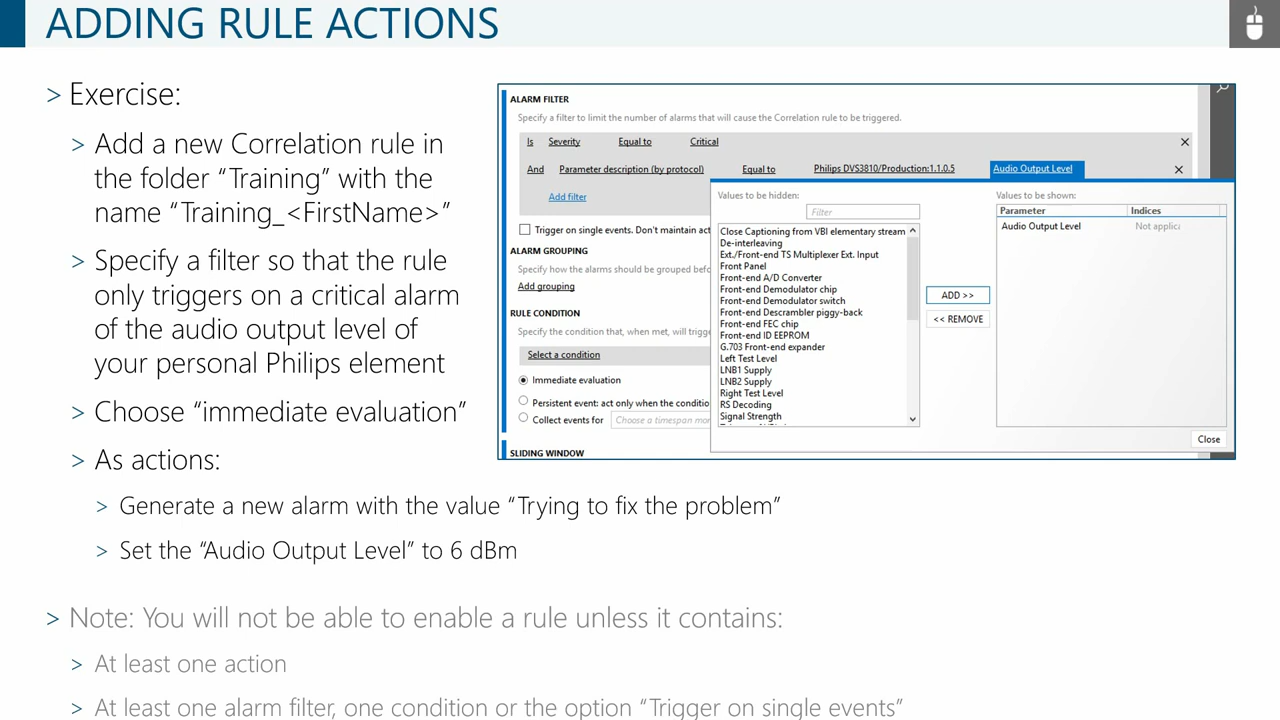 ADDING RULE ACTIONS
> Exercise:
> Add a new Correlation rule in
the folder “Training” with the
name “Training_<FirstName>”
> Specify a filter so that the rule
only triggers on a critical alarm
of the audio output level of
your personal Philips element
> Choose “immediate evaluation”
> As actions:
> Generate a new alarm with the value “Trying to fix the problem”
> Set the “Audio Output Level” to 6 dBm
> Note: You will not be able to enable a rule unless it contains:
> At least one action
> At least one alarm filter, one condition or the option “Trigger on single events”
ALARM FILTER
Specify a filter to limit the number of alarms that will cause the Correlation rule to be triggered.
Is Severity Equal to Critical
And Parameter description (by protocol) Equal to Philips DVS3810/Production:1.1.0.5 Audio Output Level
Add filter
Trigger on single events. Don't maintain act
ALARM GROUPING
Specify how the alarms should be grouped befo
Add grouping
RULE CONDITION
Specify the condition that, when met, will trigge
Select a condition
Immediate evaluation
Persistent event: act only when the conditio
Collect events for Choose a timespan mor
SLIDING WINDOW
Values to be hidden:
Filter
Close Captioning from VBI elementary stream
De-interleaving
Ext./Front-end TS Multiplexer Ext. Input
Front Panel
Front-end A/D Converter
Front-end Demodulator chip
Front-end Demodulator switch
Front-end Descrambler piggy-back
Front-end FEC chip
Front-end ID EEPROM
G.703 Front-end expander
Left Test Level
LNB1 Supply
LNB2 Supply
Right Test Level
RS Decoding
Signal Strength
ADD >>
<< REMOVE
Values to be shown:
Parameter Indices
Audio Output Level Not applic
Close